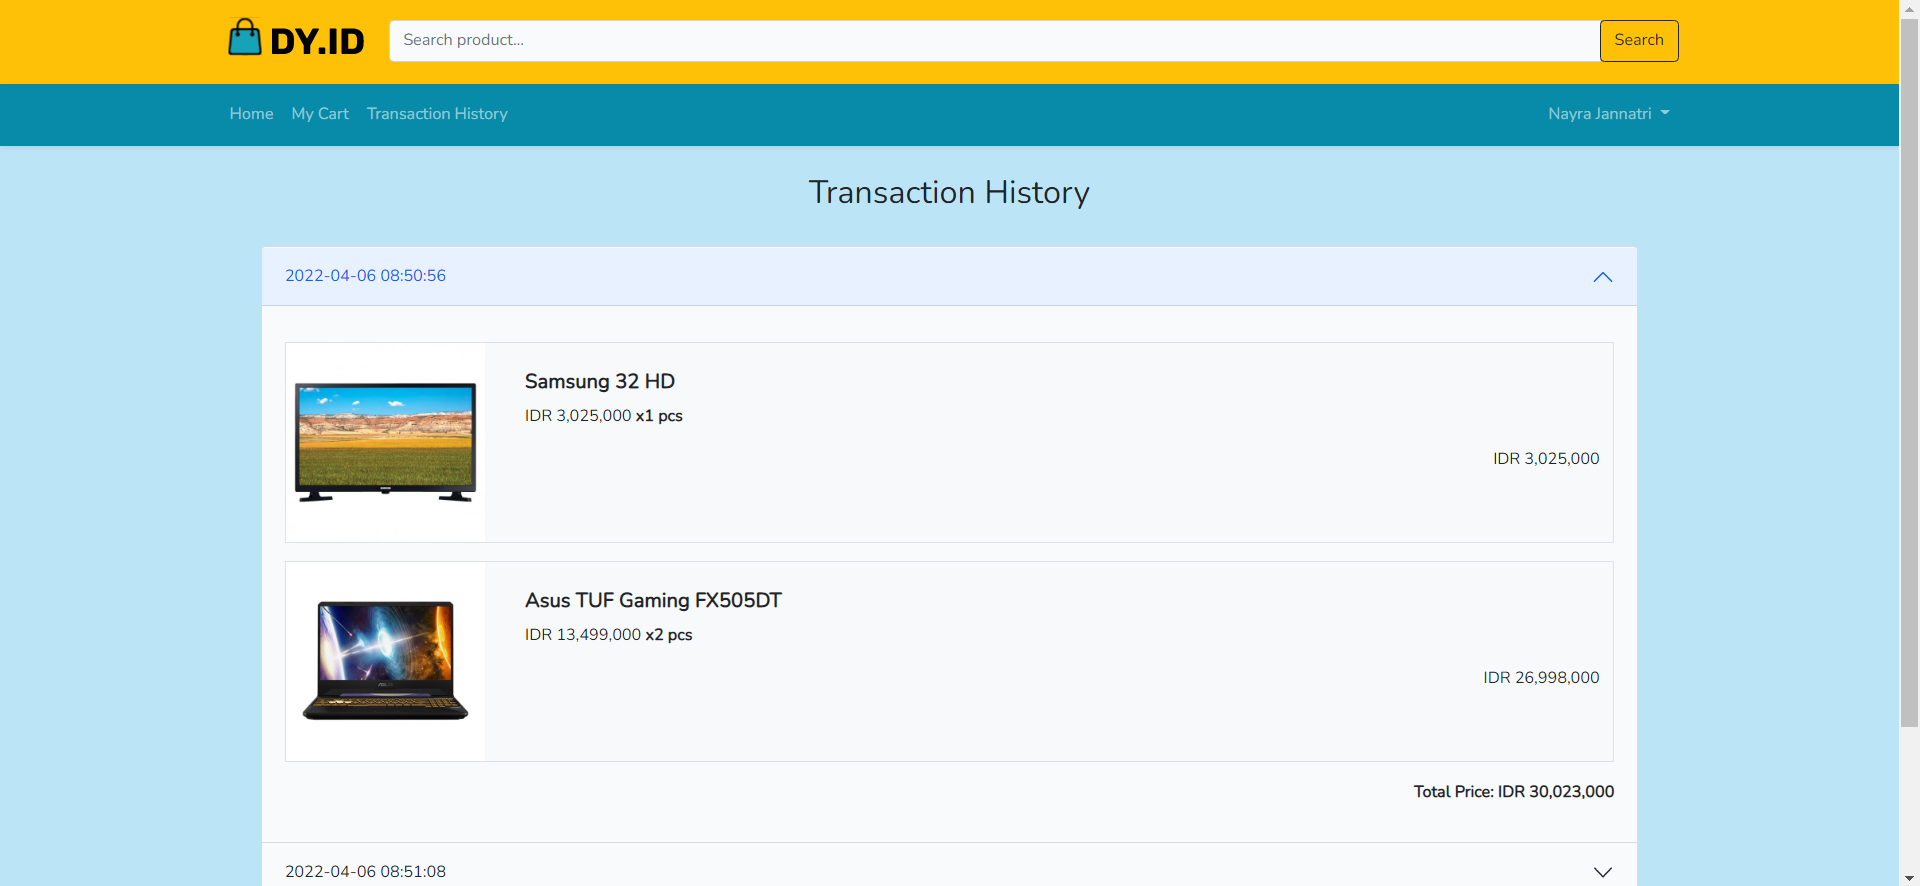 DY.ID
Search product...
Search
Home
My Cart
Transaction History
Nayra Jannatri
Transaction History
2022-04-06 08:50:56
Samsung 32 HD
IDR 3,025,000 x1 pcs
IDR 3,025,000
Asus TUF Gaming FX505DT
IDR 13,499,000 x2 pcs
IDR 26,998,000
Total Price: IDR 30,023,000
2022-04-06 08:51:08